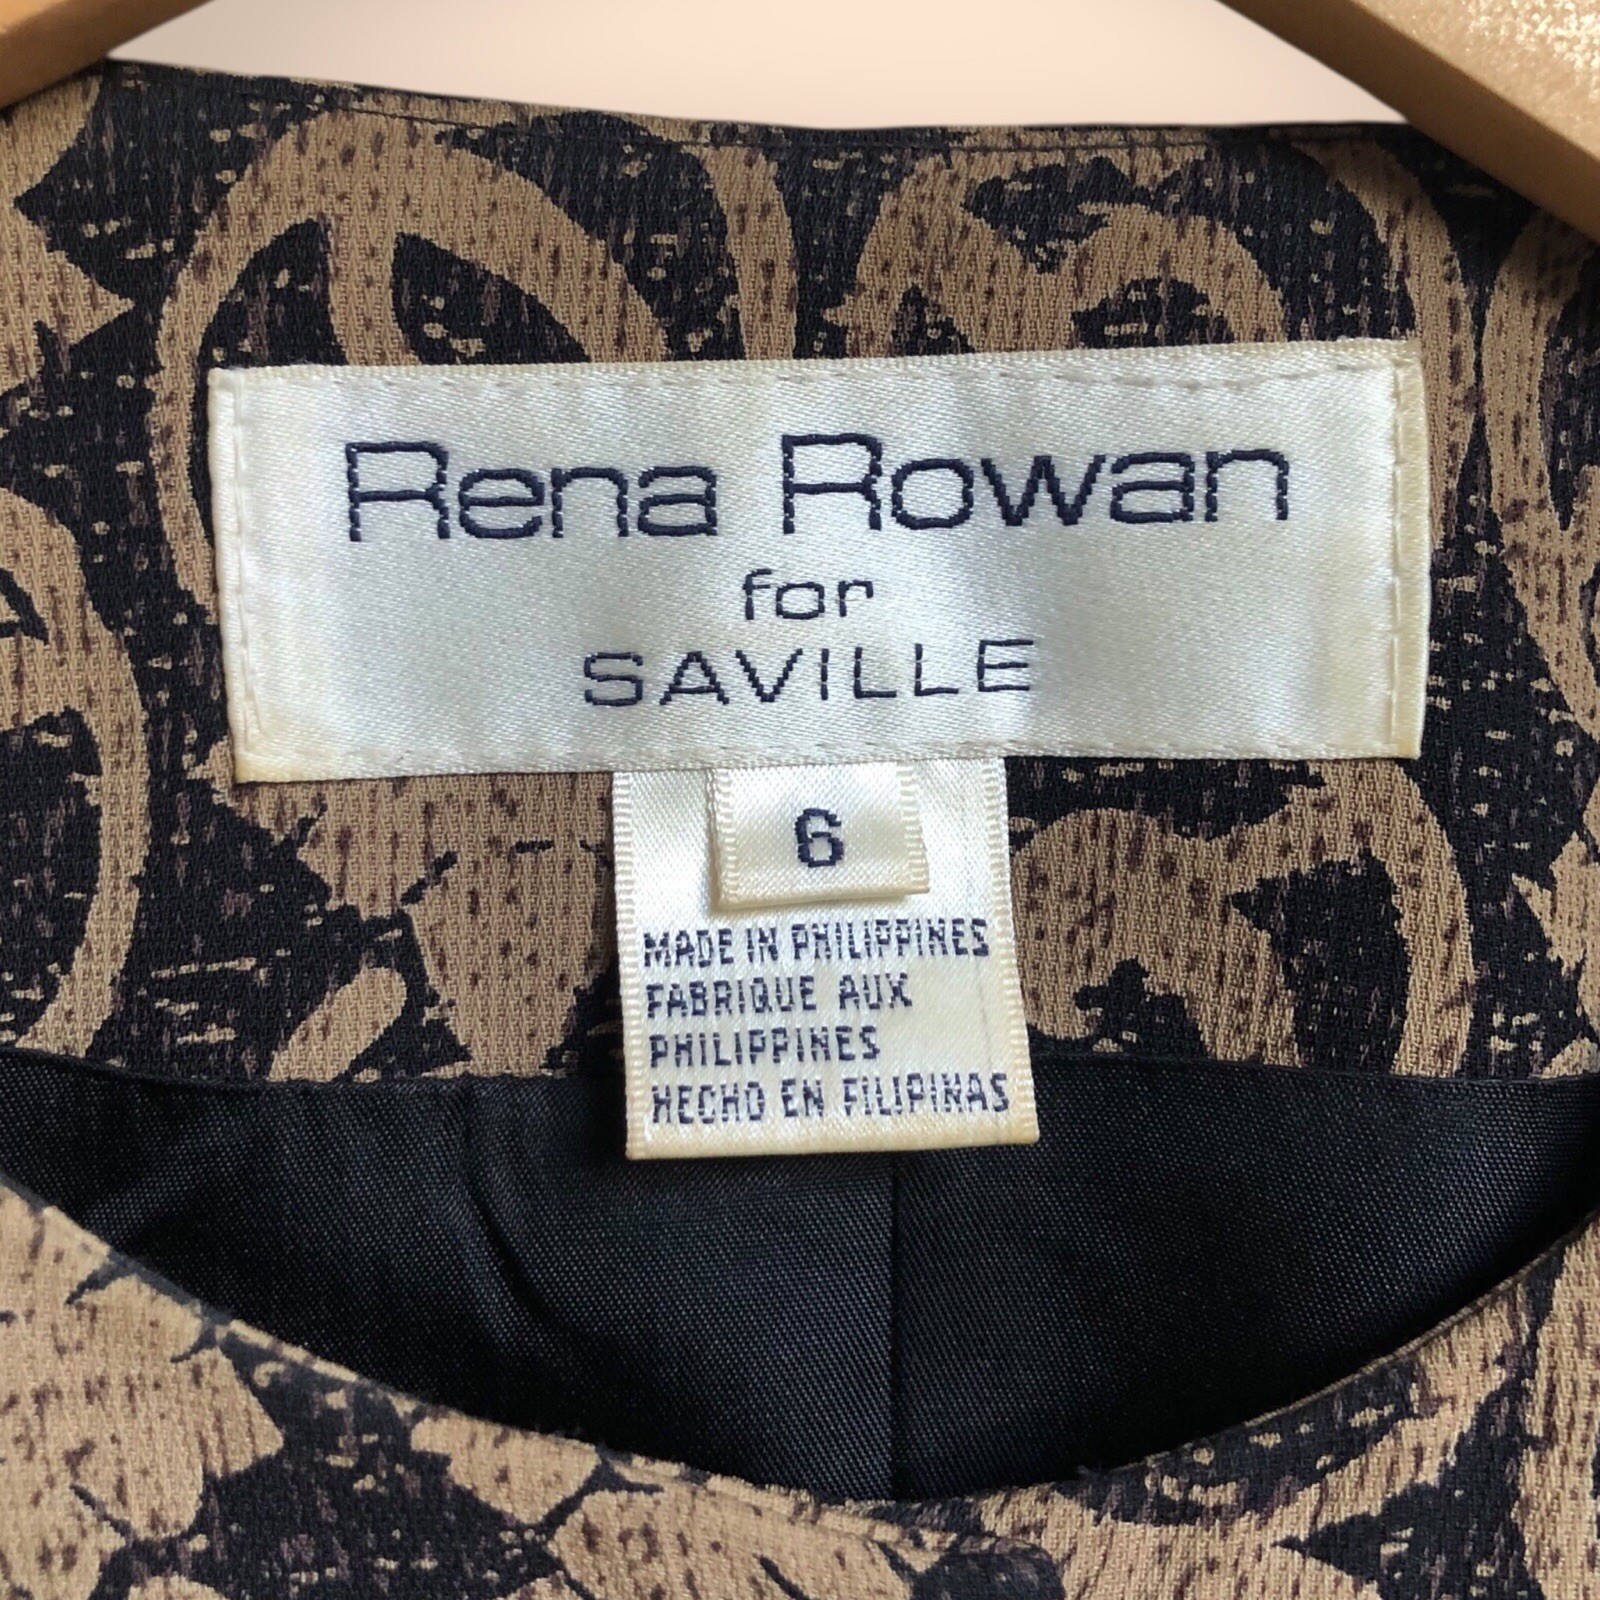 Rena Rowan
for
SAVILLE
6
MADE IN PHILIPPINES
FABRIQUE AUX
PHILIPPINES
HECHO EN FILIPINAS